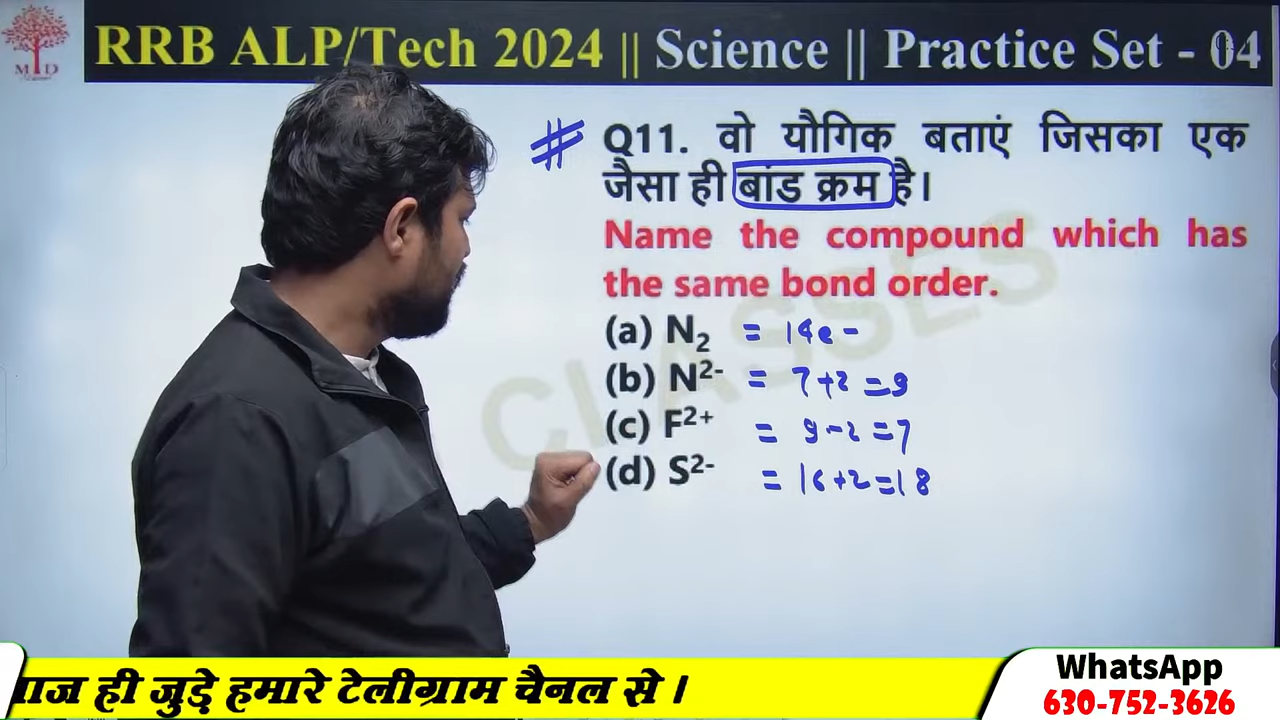 RRB ALP/Tech 2024 || Science || Practice Set - 04
# Q11. वो यौगिक बताएं जिसका एक
जैसा ही बांड क्रम है।
Name the compound which has
the same bond order.
(a) N₂ = 14e-
(b) N²⁻ = 7+2=9
(c) F²⁺ = 9-2=7
(d) S²⁻ = 16+2=18
CLASSES
ही जुड़े हमारे टेलीग्राम चैनल से।
WhatsApp
630-752-3626